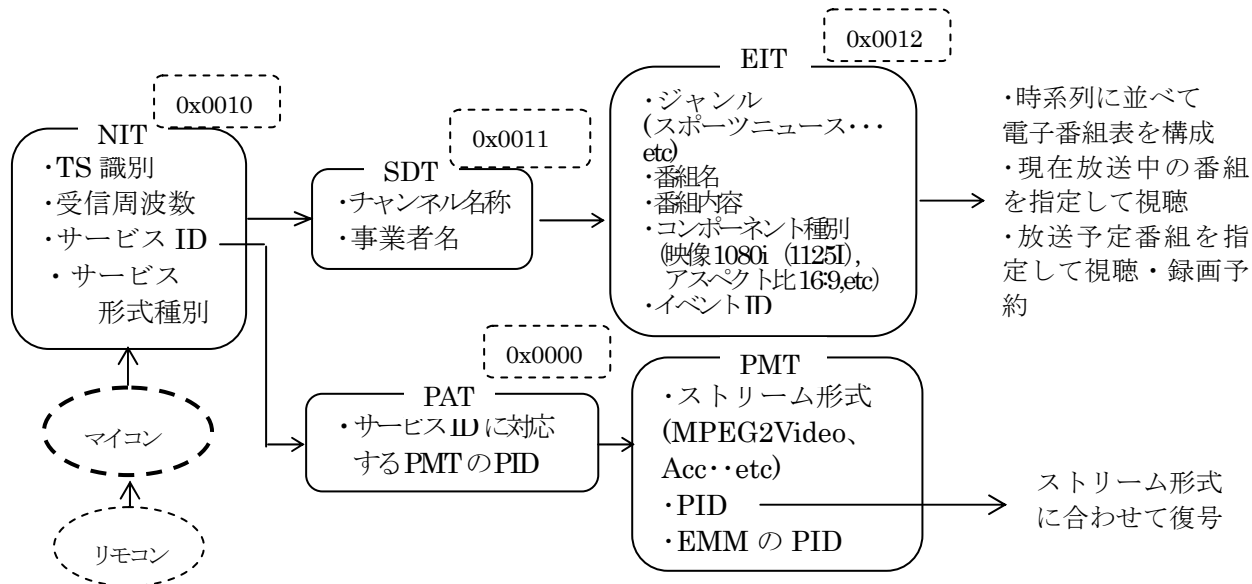 0x0010
NIT
・TS 識別
・受信周波数
・サービス ID
・サービス
形式種別
マイコン
リモコン
0x0011
SDT
・チャンネル名称
・事業者名
0x0012
EIT
・ジャンル
(スポーツニュース・・・
etc)
・番組名
・番組内容
・コンポーネント種別
(映像 1080i (1125I),
アスペクト比 16:9,etc)
・イベント ID
・時系列に並べて
電子番組表を構成
・現在放送中の番組
を指定して視聴
・放送予定番組を指
定して視聴・録画予
約
0x0000
PAT
・サービス ID に対応
する PMT の PID
PMT
・ストリーム形式
(MPEG2Video、
Acc・・etc)
・PID
・EMM の PID
ストリーム形式
に合わせて復号